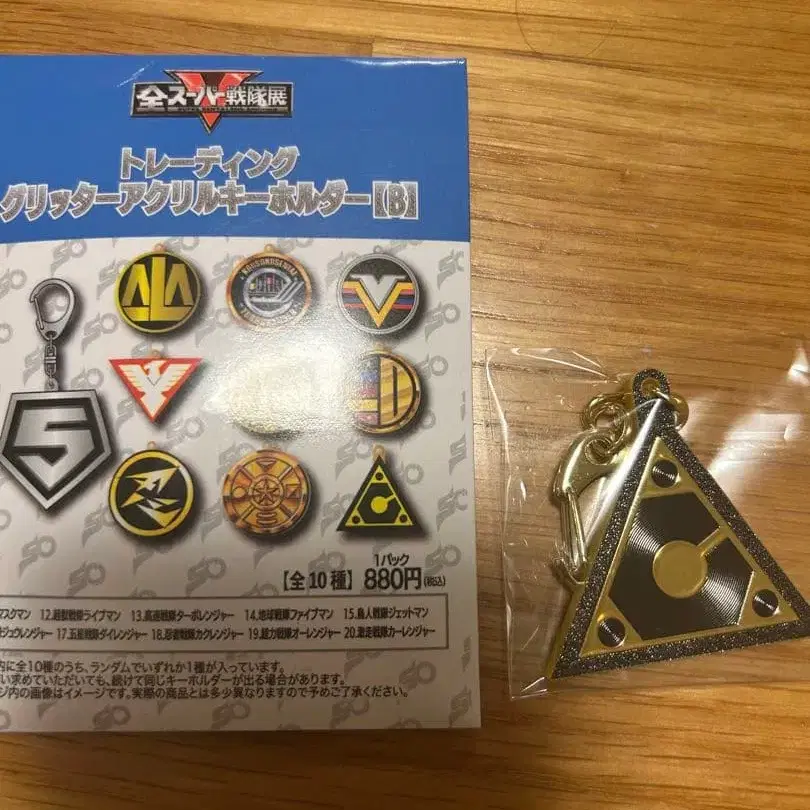 全スーパー戦隊展
トレーディング
グリッターアクリルキーホルダー【B】
5
V
1パック
【全10種】880円(税込)
マスクマン 12.超獣戦隊ライブマン 13.高速戦隊ターボレンジャー 14.地球戦隊ファイブマン 15.鳥人戦隊ジェットマン
ジュウレンジャー 17.五星戦隊ダイレンジャー 18.忍者戦隊カクレンジャー 19.超力戦隊オーレンジャー 20.激走戦隊カーレンジャー
内に全10種のうち、ランダムでいずれか1種が入っています。
い求めていただいても、続けて同じキーホルダーが出る場合があります。
ジ内の画像はイメージです。実際の商品とは多少異なりますので予めご了承ください。